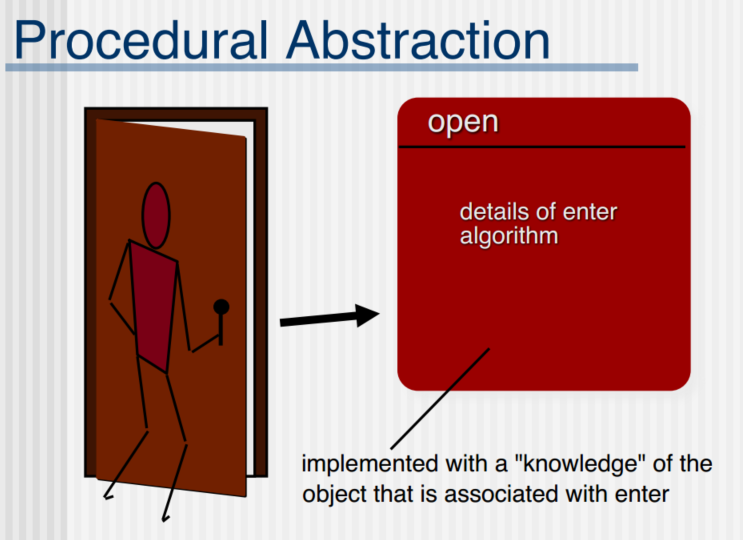 Procedural Abstraction
open
details of enter
algorithm
implemented with a "knowledge" of the
object that is associated with enter